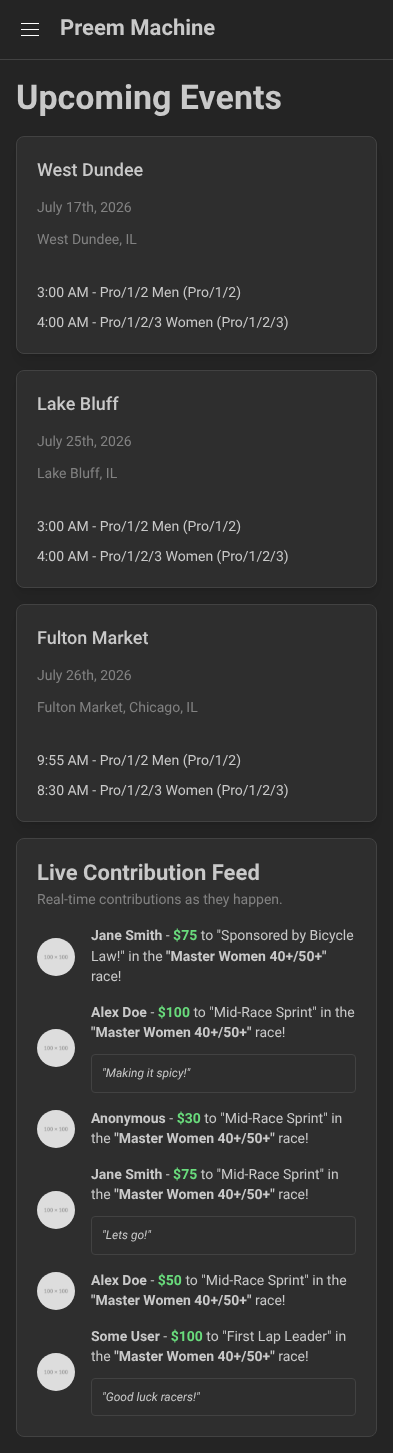 Preem Machine
Upcoming Events
West Dundee
July 17th, 2026
West Dundee, IL
3:00 AM - Pro/1/2 Men (Pro/1/2)
4:00 AM - Pro/1/2/3 Women (Pro/1/2/3)
Lake Bluff
July 25th, 2026
Lake Bluff, IL
3:00 AM - Pro/1/2 Men (Pro/1/2)
4:00 AM - Pro/1/2/3 Women (Pro/1/2/3)
Fulton Market
July 26th, 2026
Fulton Market, Chicago, IL
9:55 AM - Pro/1/2 Men (Pro/1/2)
8:30 AM - Pro/1/2/3 Women (Pro/1/2/3)
Live Contribution Feed
Real-time contributions as they happen.
100 × 100
Jane Smith - $75 to "Sponsored by Bicycle
Law!" in the "Master Women 40+/50+"
race!
100 × 100
Alex Doe - $100 to "Mid-Race Sprint" in the
"Master Women 40+/50+" race!
"Making it spicy!"
100 × 100
Anonymous - $30 to "Mid-Race Sprint" in
the "Master Women 40+/50+" race!
100 × 100
Jane Smith - $75 to "Mid-Race Sprint" in
the "Master Women 40+/50+" race!
"Lets go!"
100 × 100
Alex Doe - $50 to "Mid-Race Sprint" in the
"Master Women 40+/50+" race!
100 × 100
Some User - $100 to "First Lap Leader" in
the "Master Women 40+/50+" race!
"Good luck racers!"